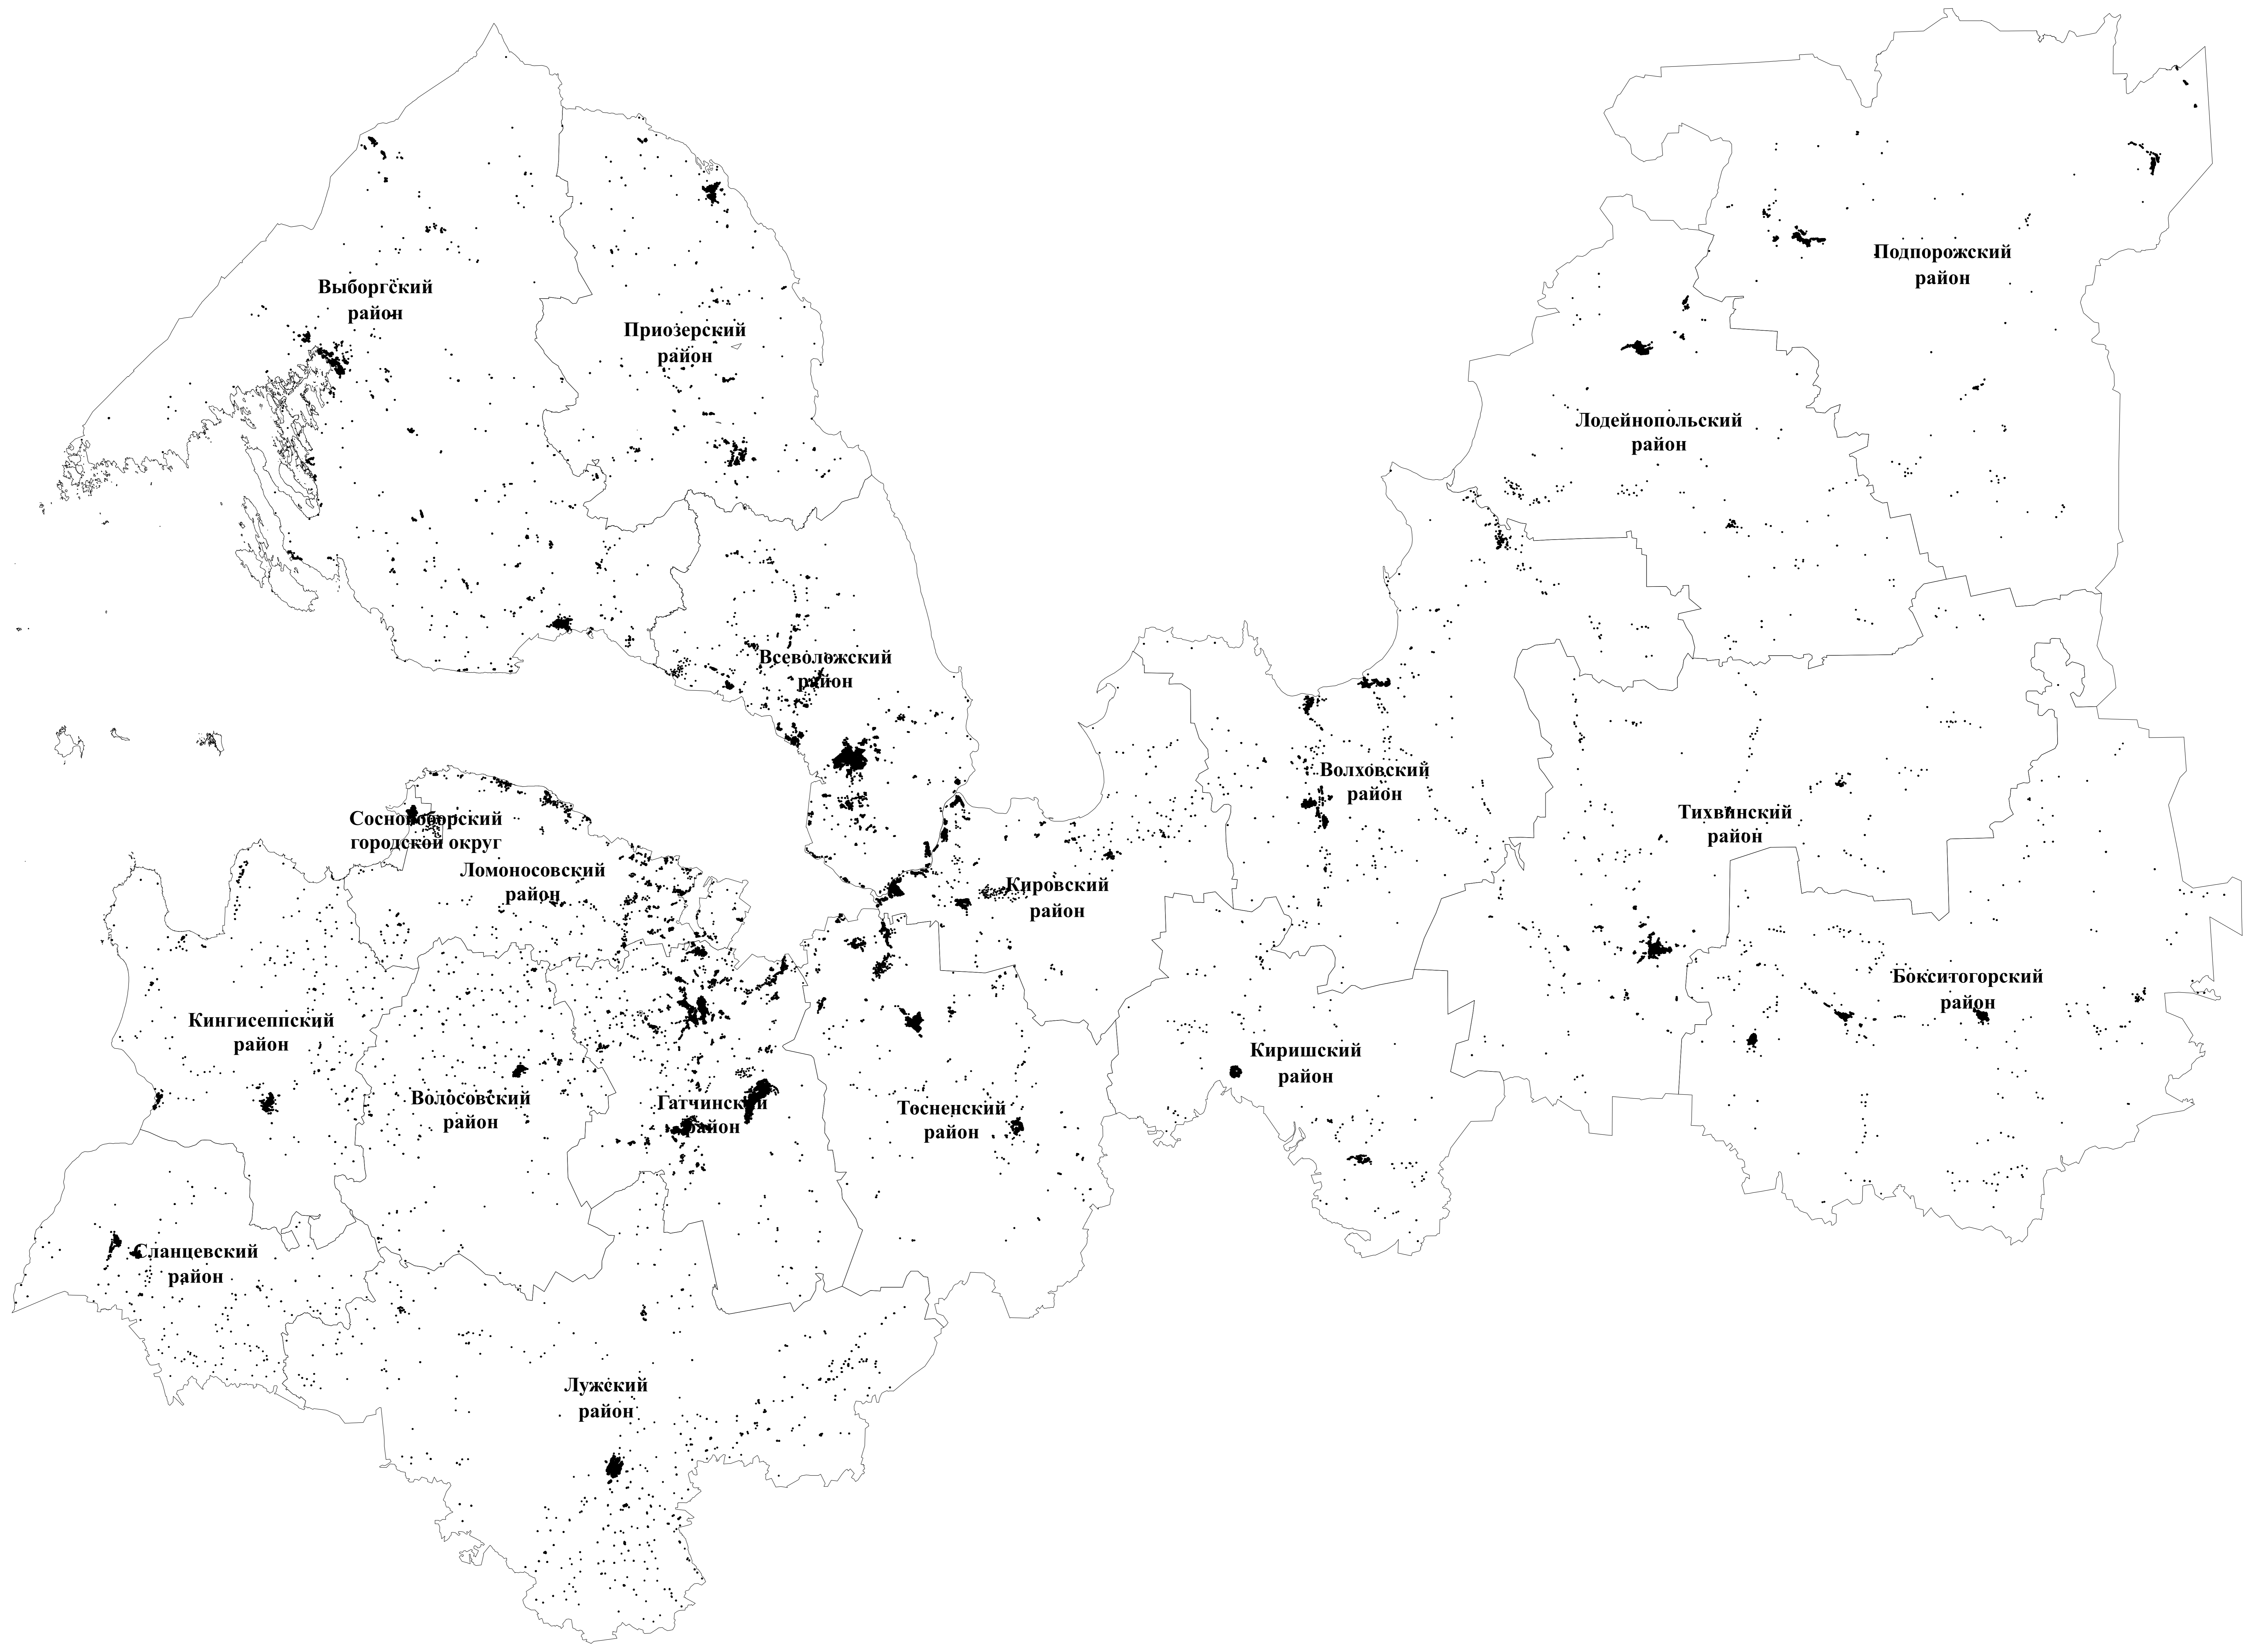 Подпорожский
район
Выборгский
район
Приозерский
район
Лодейнопольский
район
Всеволожский
район
Волховский
район
Сосновоборский
городской округ
Тихвинский
район
Ломоносовский
район
Кировский
район
Бокситогорский
район
Кингисеппский
район
Киришский
район
Волосовский
район
Гатчинский
район
Тосненский
район
Сланцевский
район
Лужский
район